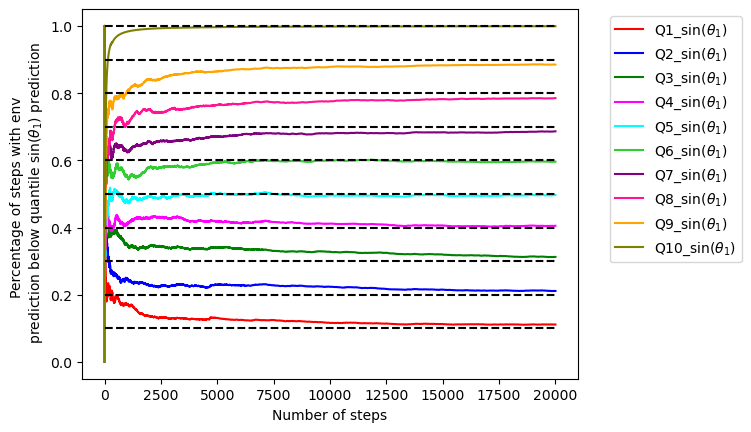 Percentage of steps with env
prediction below quantile sin(θ₁) prediction
1.0
0.8
0.6
0.4
0.2
0.0
0
2500
5000
7500
10000
12500
15000
17500
20000
Number of steps
Q1_sin(θ₁)
Q2_sin(θ₁)
Q3_sin(θ₁)
Q4_sin(θ₁)
Q5_sin(θ₁)
Q6_sin(θ₁)
Q7_sin(θ₁)
Q8_sin(θ₁)
Q9_sin(θ₁)
Q10_sin(θ₁)